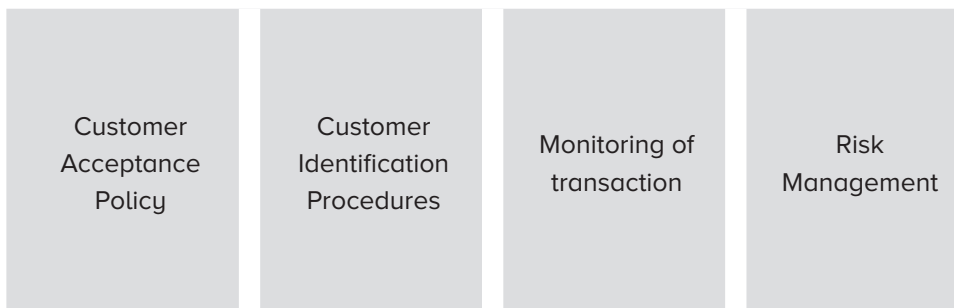 Customer
Acceptance
Policy
Customer
Identification
Procedures
Monitoring of
transaction
Risk
Management